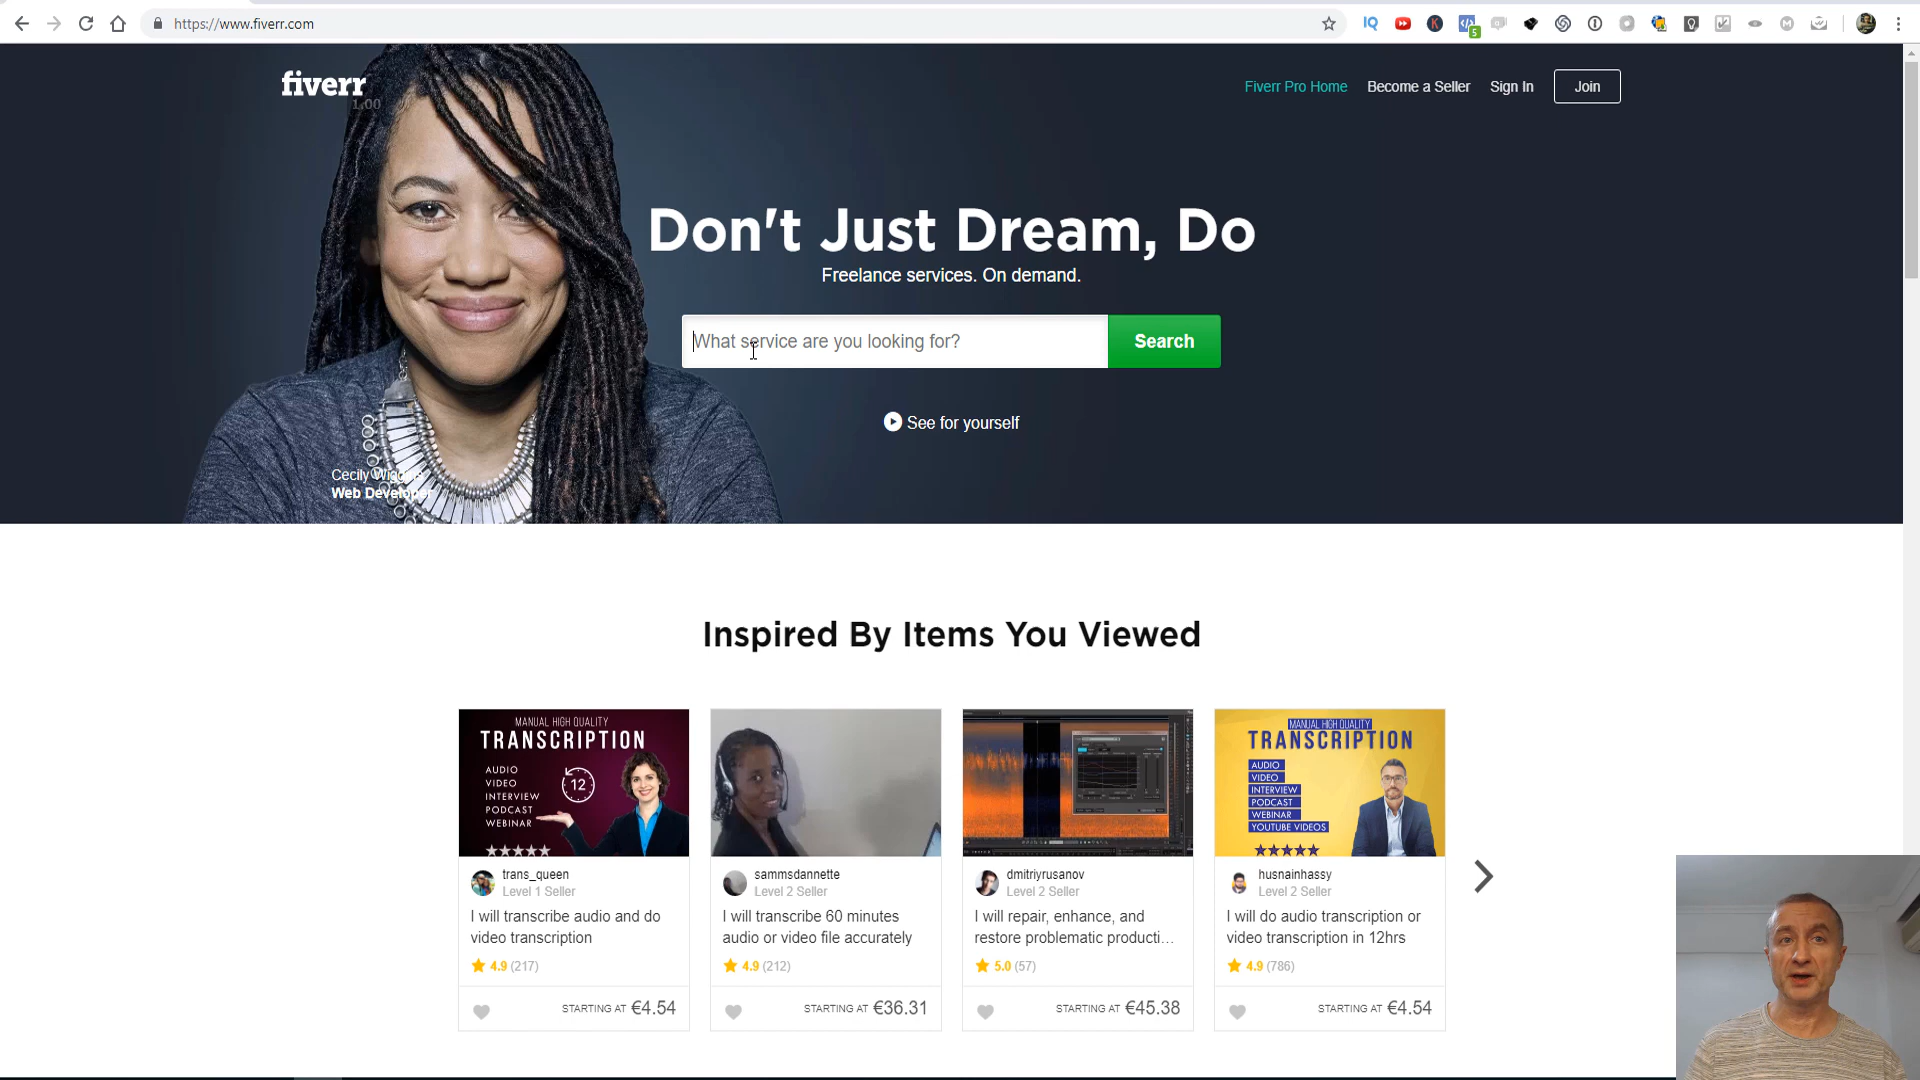 https://www.fiverr.com
IQ
K
5
fiverr
1.00
Fiverr Pro Home
Become a Seller
Sign In
Join
Don't Just Dream, Do
Freelance services. On demand.
What service are you looking for?
Search
See for yourself
Cecily
Web Developer
Inspired By Items You Viewed
MANUAL HIGH QUALITY
TRANSCRIPTION
AUDIO
VIDEO
INTERVIEW
PODCAST
WEBINAR
12
trans_queen
Level 1 Seller
I will transcribe audio and do
video transcription
4.9 (217)
STARTING AT €4.54
sammsdannette
Level 2 Seller
I will transcribe 60 minutes
audio or video file accurately
4.9 (212)
STARTING AT €36.31
dmitriyrusanov
Level 2 Seller
I will repair, enhance, and
restore problematic producti...
5.0 (57)
STARTING AT €45.38
MANUAL HIGH QUALITY
TRANSCRIPTION
AUDIO
VIDEO
INTERVIEW
PODCAST
WEBINAR
YOUTUBE VIDEOS
husnainhassy
Level 2 Seller
I will do audio transcription or
video transcription in 12hrs
4.9 (786)
STARTING AT €4.54